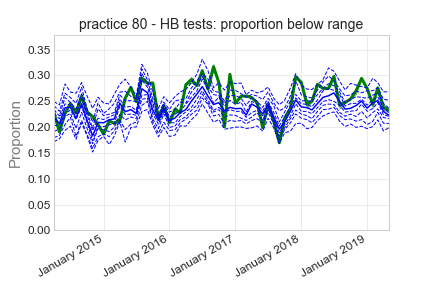 practice 80 - HB tests: proportion below range
Proportion
0.35
0.30
0.25
0.20
0.15
0.10
0.05
0.00
January 2015
January 2016
January 2017
January 2018
January 2019